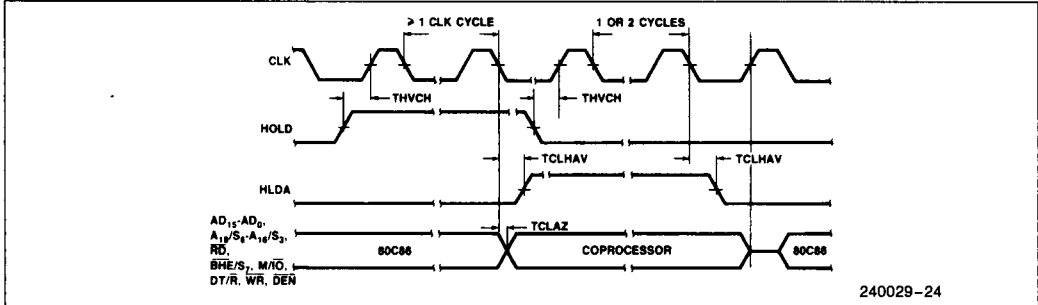 ≥ 1 CLK CYCLE
1 OR 2 CYCLES
CLK
THVCH
THVCH
HOLD
TCLHAV
TCLHAV
HLDA
AD15-AD0,
A19/S6-A16/S3,
TCLAZ
RD,
80C86
COPROCESSOR
80C86
BHE/S7, M/IO,
DT/R, WR, DEN
240029-24